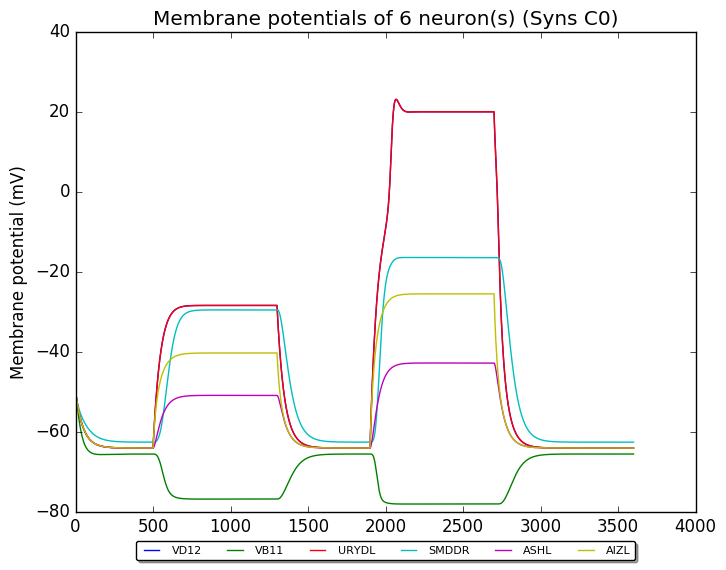 Membrane potentials of 6 neuron(s) (Syns C0)
40
20
0
−20
−40
−60
−80
Membrane potential (mV)
0 500 1000 1500 2000 2500 3000 3500 4000
VD12 VB11 URYDL SMDDR ASHL AIZL